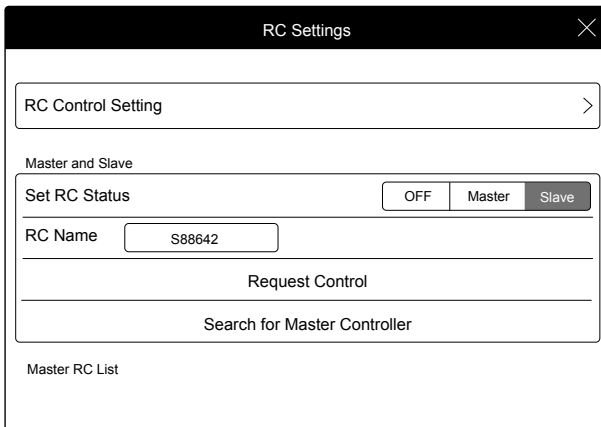 RC Settings
RC Control Setting
Master and Slave
Set RC Status OFF Master Slave
RC Name S88642
Request Control
Search for Master Controller
Master RC List